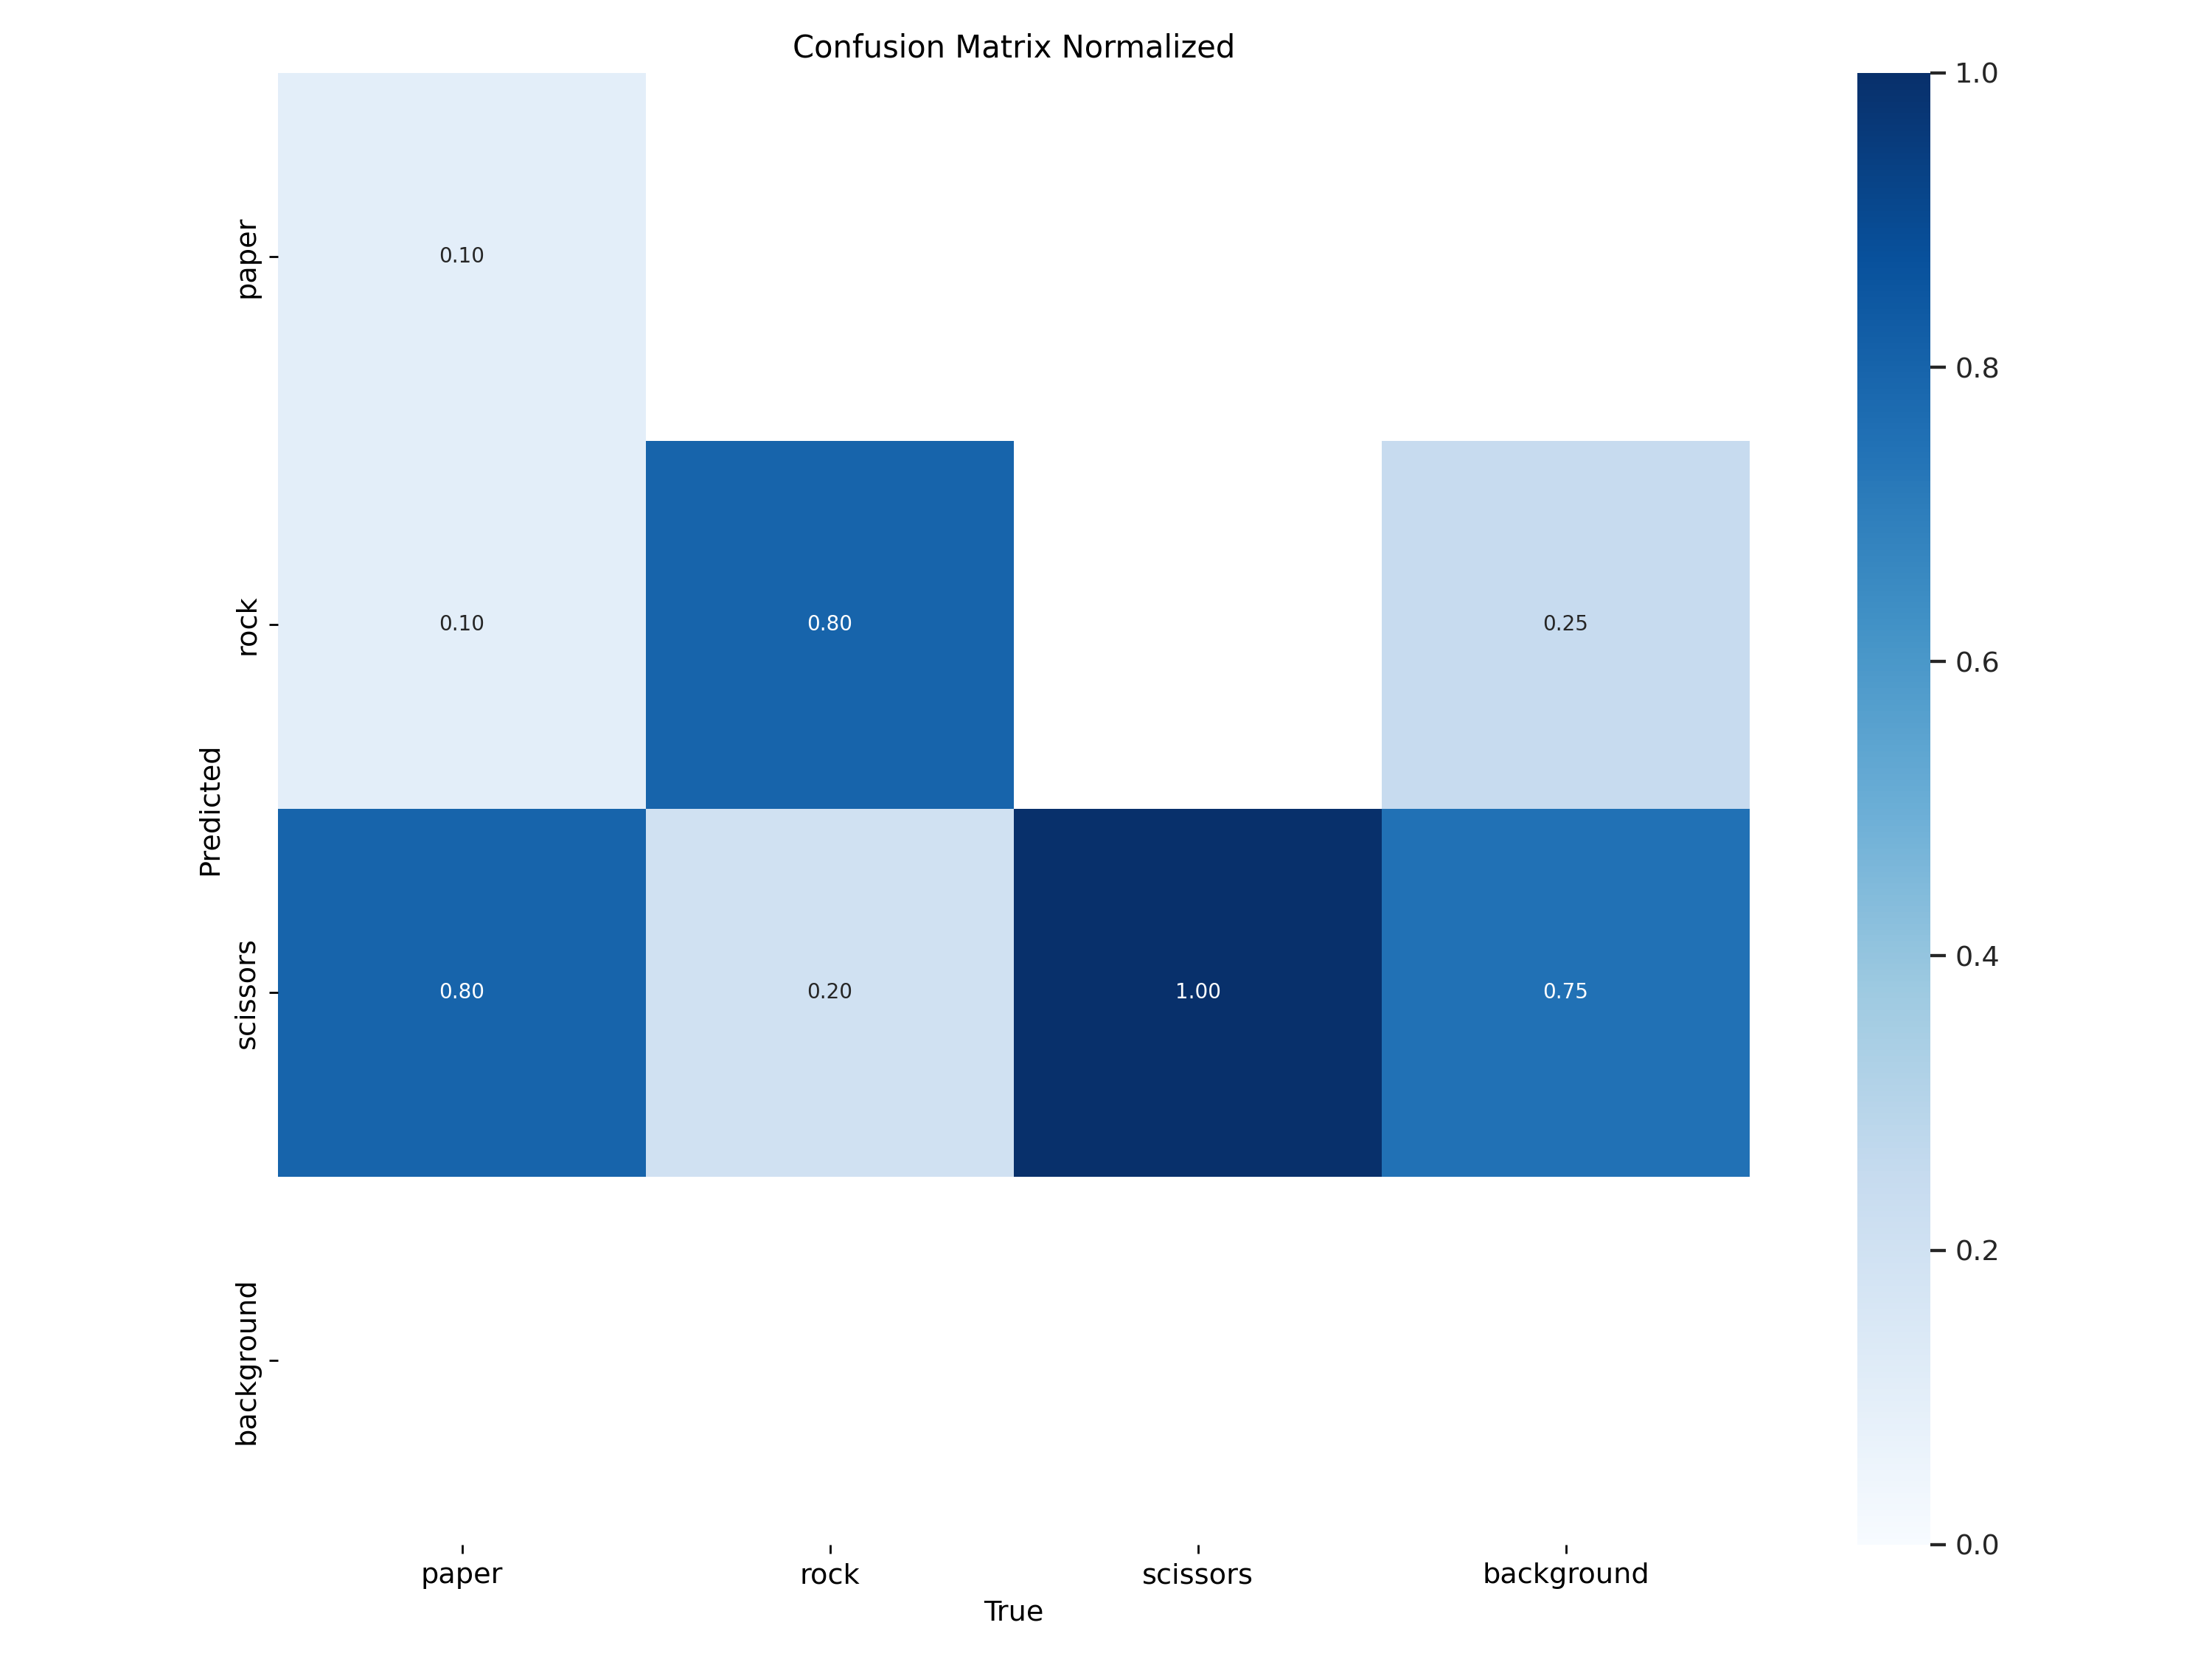 Confusion Matrix Normalized
1.0
paper
0.10
0.8
rock
0.10 0.80 0.25
0.6
Predicted
scissors
0.80 0.20 1.00 0.75
0.4
0.2
background
0.0
paper rock scissors background
True